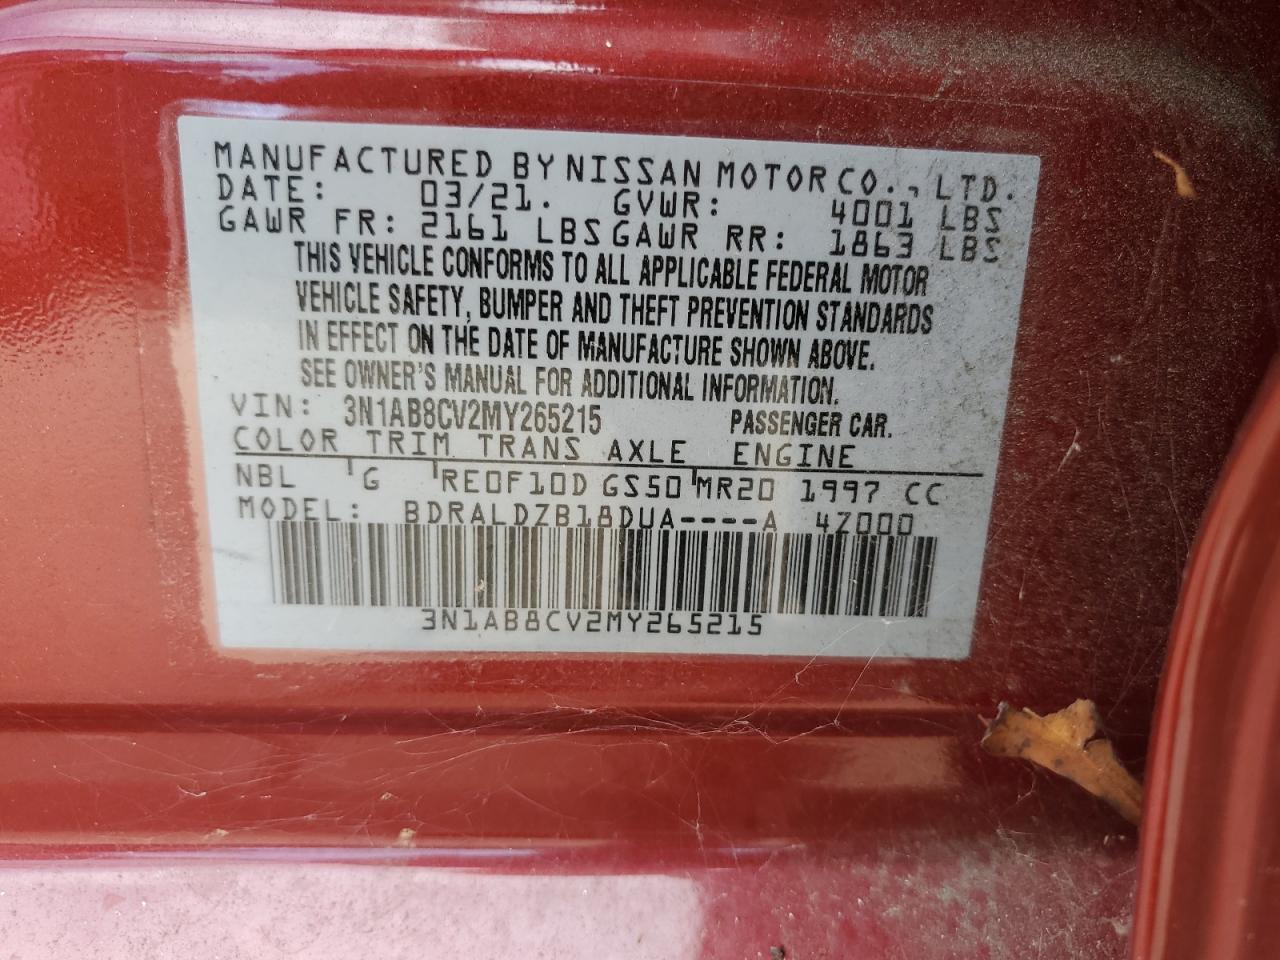 MANUFACTURED BY NISSAN MOTOR CO., LTD.
DATE: 03/21. GVWR: 4001 LBS
GAWR FR: 2161 LBS GAWR RR: 1863 LBS
THIS VEHICLE CONFORMS TO ALL APPLICABLE FEDERAL MOTOR
VEHICLE SAFETY, BUMPER AND THEFT PREVENTION STANDARDS
IN EFFECT ON THE DATE OF MANUFACTURE SHOWN ABOVE.
SEE OWNER'S MANUAL FOR ADDITIONAL INFORMATION.
VIN: 3N1AB8CV2MY265215 PASSENGER CAR.
COLOR TRIM TRANS AXLE ENGINE
NBL G RE0F10D GS50 MR20 1997 CC
MODEL: BDRALDZB18DUA----A 4Z000
3N1AB8CV2MY265215